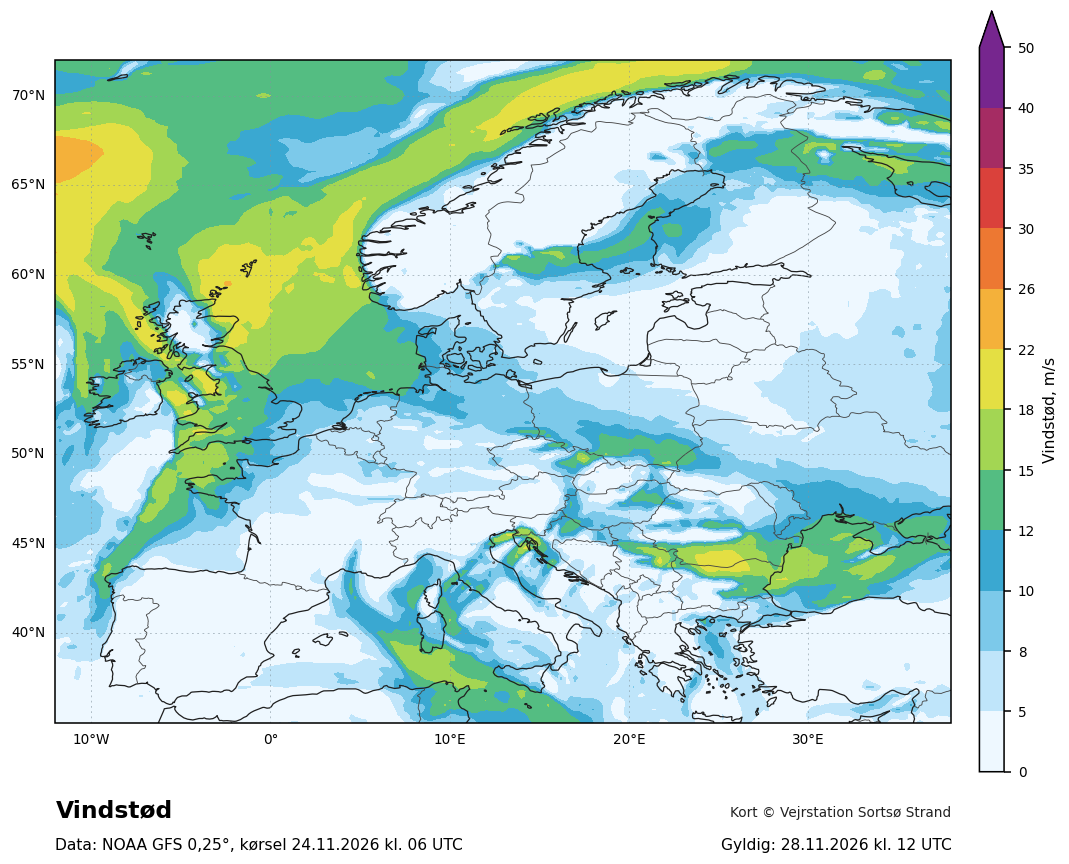 50
40
35
30
26
22
18
15
12
10
8
5
0
Vindstød, m/s
70°N
65°N
60°N
55°N
50°N
45°N
40°N
10°W
0°
10°E
20°E
30°E
Vindstød
Kort © Vejrstation Sortsø Strand
Data: NOAA GFS 0,25°, kørsel 24.11.2026 kl. 06 UTC
Gyldig: 28.11.2026 kl. 12 UTC